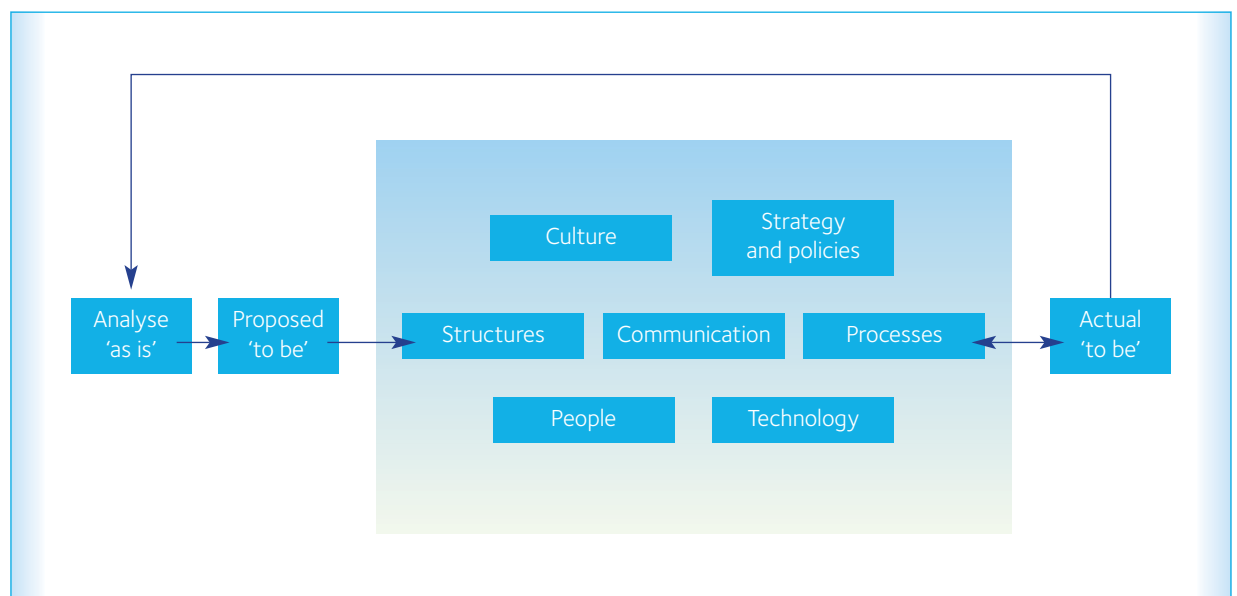 Culture
Strategy
and policies
Analyse
'as is'
Proposed
'to be'
Structures
Communication
Processes
Actual
'to be'
People
Technology